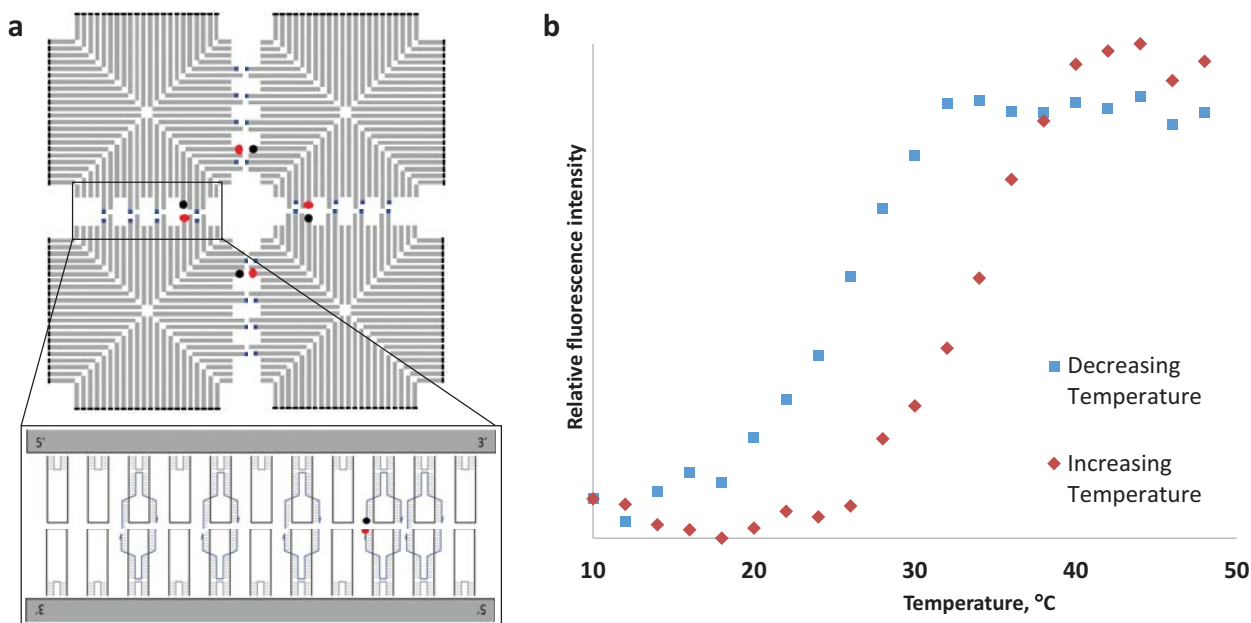 a
5' 3'
3' 5'
b
Relative fluorescence intensity
Decreasing
Temperature
Increasing
Temperature
10 20 30 40 50
Temperature, °C